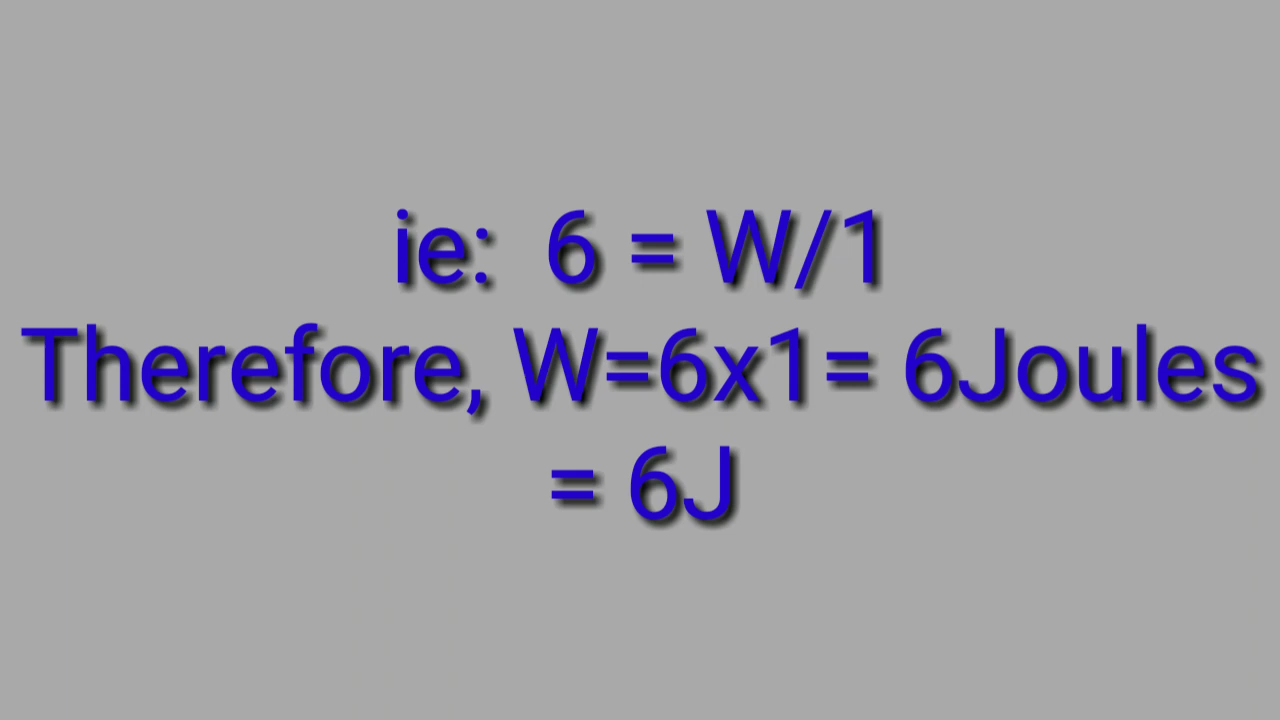 ie:  6 = W/1
Therefore, W=6x1= 6Joules
= 6J